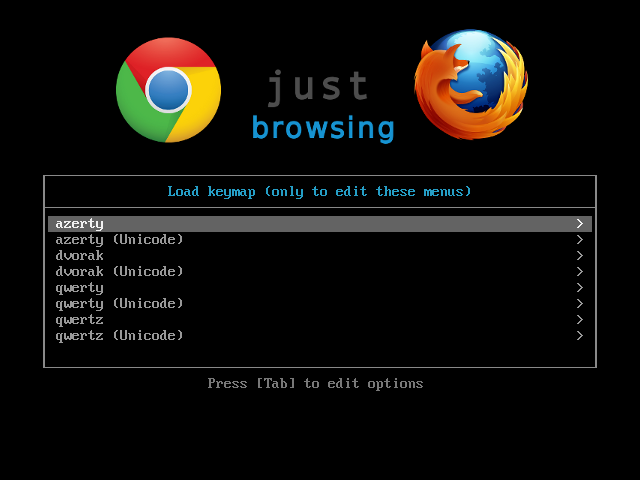 just
browsing
Load keymap (only to edit these menus)
azerty >
azerty (Unicode) >
dvorak >
dvorak (Unicode) >
qwerty >
qwerty (Unicode) >
qwertz >
qwertz (Unicode) >
Press [Tab] to edit options